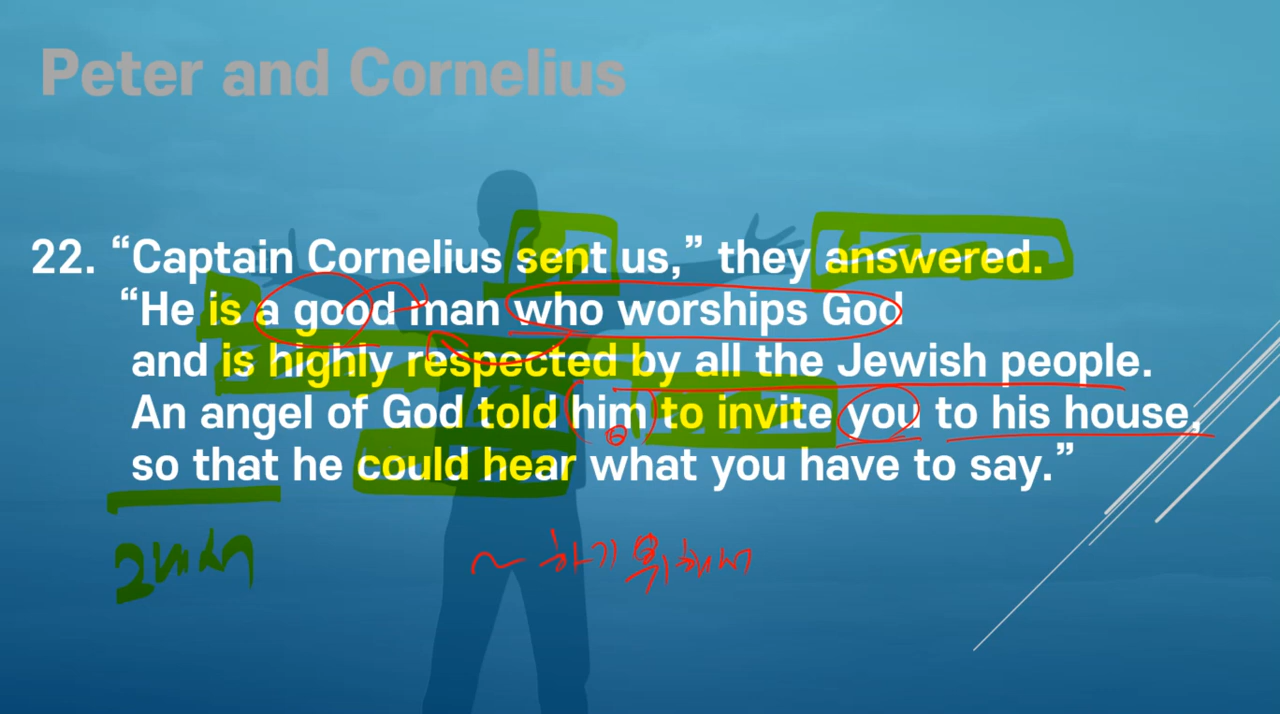 Peter and Cornelius
22. “Captain Cornelius sent us,” they answered.
“He is a good man who worships God
and is highly respected by all the Jewish people.
An angel of God told him to invite you to his house,
so that he could hear what you have to say.”
그래서
~ 하기 위해서